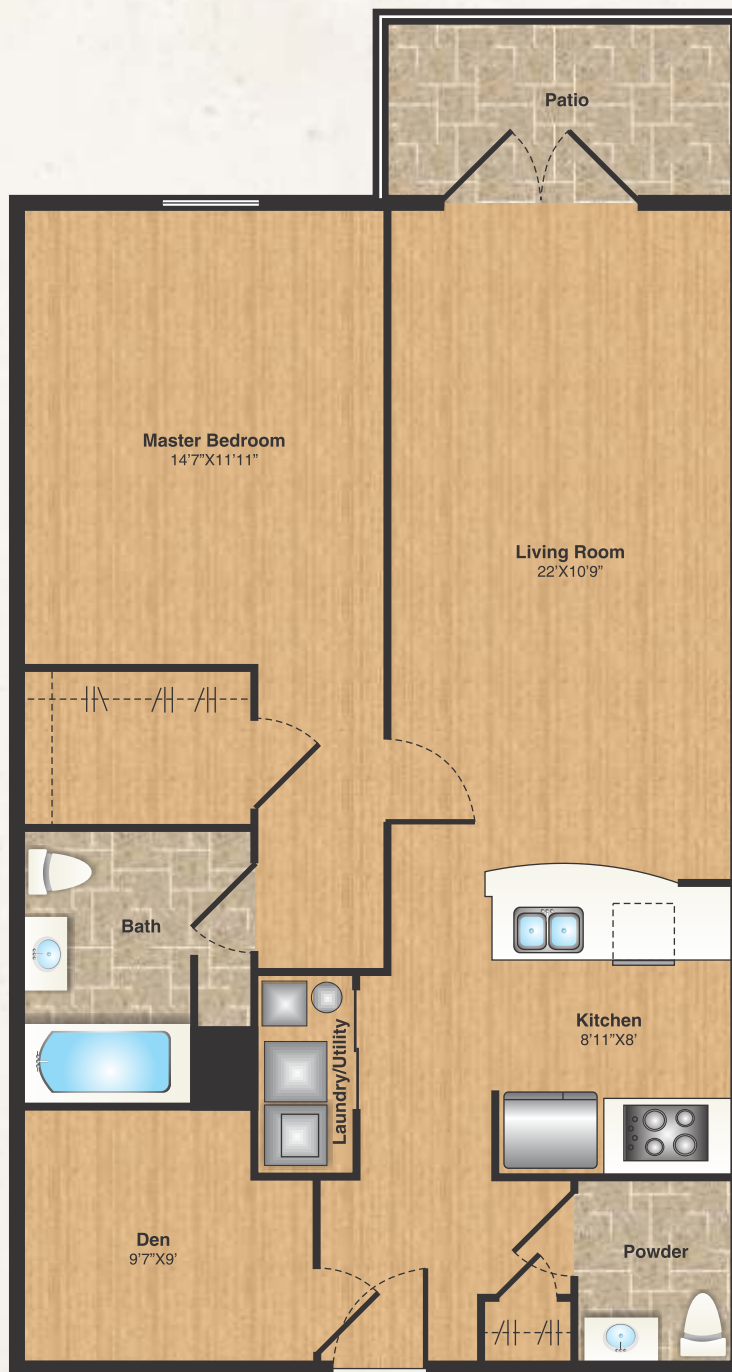 Patio
Master Bedroom
14'7"X11'11"
Living Room
22'X10'9"
Bath
Kitchen
8'11"X8'
Laundry/Utility
Den
9'7"X9'
Powder